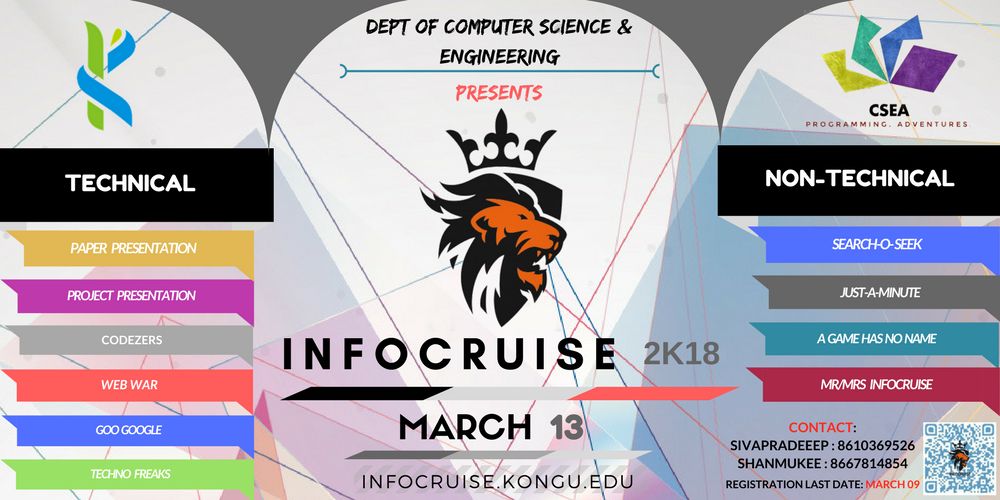 DEPT OF COMPUTER SCIENCE &
ENGINEERING
PRESENTS
CSEA
PROGRAMMING. ADVENTURES
TECHNICAL
PAPER PRESENTATION
PROJECT PRESENTATION
CODEZERS
WEB WAR
GOO GOOGLE
TECHNO FREAKS
INFOCRUISE 2K18
MARCH 13
INFOCRUISE.KONGU.EDU
NON-TECHNICAL
SEARCH-O-SEEK
JUST-A-MINUTE
A GAME HAS NO NAME
MR/MRS INFOCRUISE
CONTACT:
SIVAPRADEEEP : 8610369526
SHANMUKEE : 8667814854
REGISTRATION LAST DATE: MARCH 09